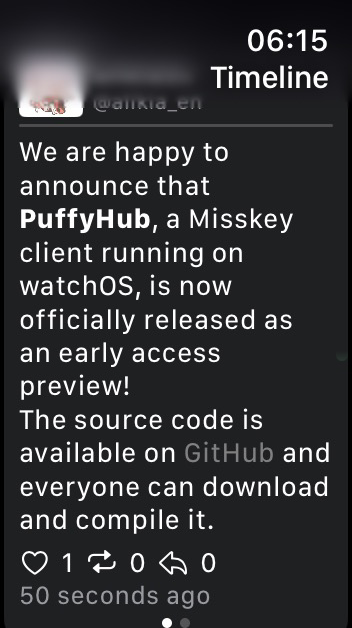 06:15
Timeline
@alikia_en
We are happy to
announce that
PuffyHub, a Misskey
client running on
watchOS, is now
officially released as
an early access
preview!
The source code is
available on GitHub and
everyone can download
and compile it.
1 0 0
50 seconds ago